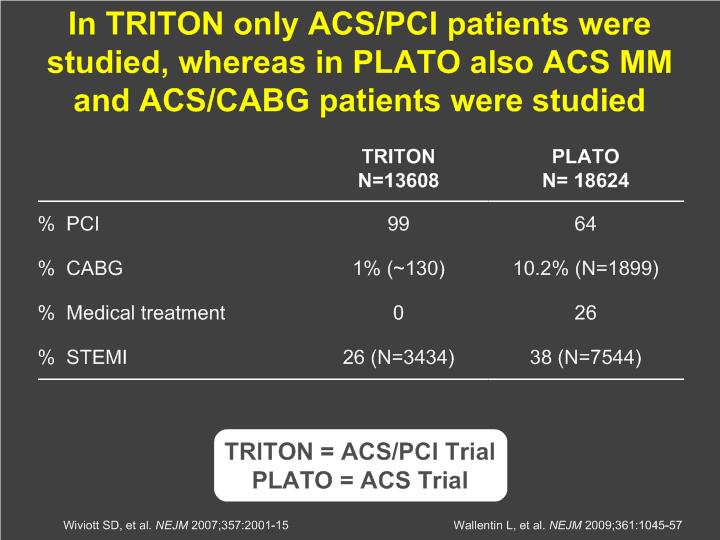 In TRITON only ACS/PCI patients were
studied, whereas in PLATO also ACS MM
and ACS/CABG patients were studied
TRITON PLATO
N=13608 N= 18624
% PCI 99 64
% CABG 1% (~130) 10.2% (N=1899)
% Medical treatment 0 26
% STEMI 26 (N=3434) 38 (N=7544)
TRITON = ACS/PCI Trial
PLATO = ACS Trial
Wiviott SD, et al. NEJM 2007;357:2001-15 Wallentin L, et al. NEJM 2009;361:1045-57